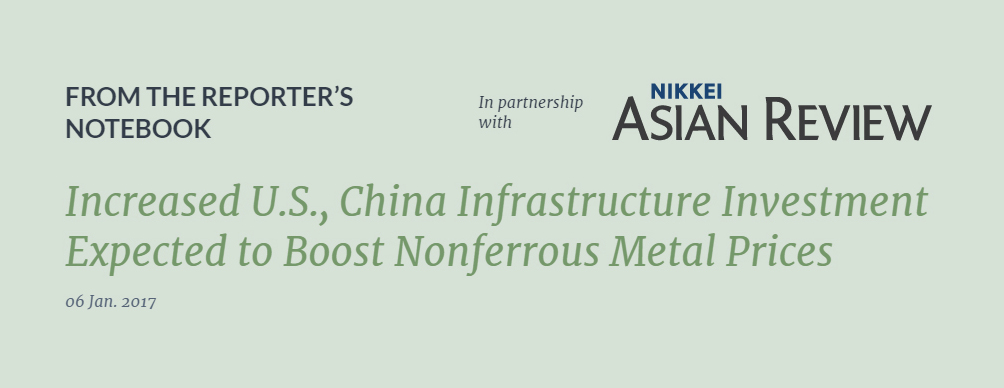 FROM THE REPORTER’S
NOTEBOOK
In partnership
with
NIKKEI
ASIAN REVIEW
Increased U.S., China Infrastructure Investment
Expected to Boost Nonferrous Metal Prices
06 Jan. 2017